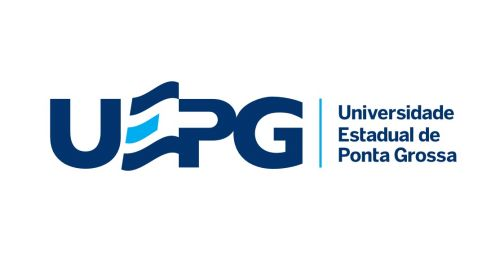 UEPG
Universidade
Estadual de
Ponta Grossa